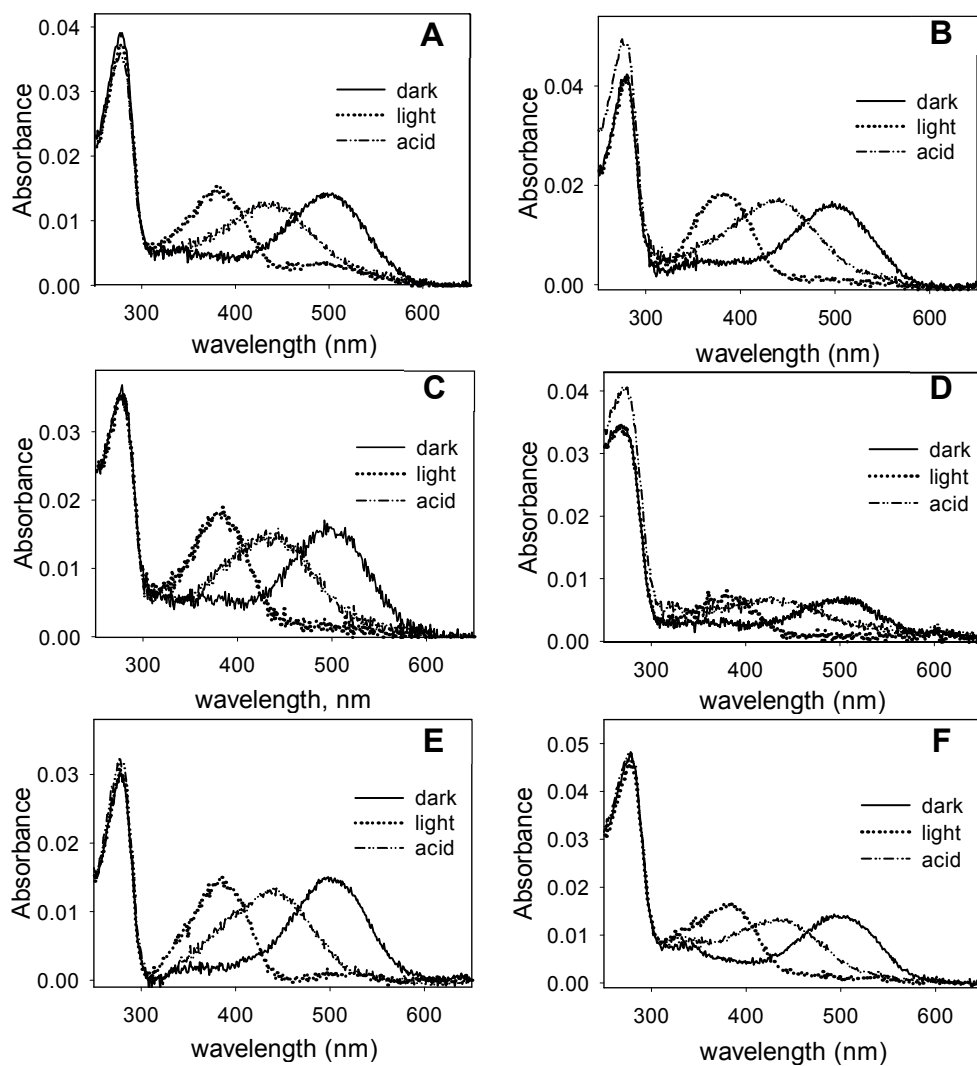 A
0.04
0.03
0.02
0.01
0.00
Absorbance
dark
light
acid
300 400 500 600
wavelength (nm)
B
0.04
0.02
0.00
Absorbance
dark
light
acid
300 400 500 600
wavelength (nm)
C
0.03
0.02
0.01
0.00
Absorbance
dark
light
acid
300 400 500 600
wavelength, nm
D
0.04
0.03
0.02
0.01
0.00
Absorbance
dark
light
acid
300 400 500 600
wavelength (nm)
E
0.03
0.02
0.01
0.00
Absorbance
dark
light
acid
300 400 500 600
wavelength (nm)
F
0.05
0.04
0.03
0.02
0.01
0.00
Absorbance
dark
light
acid
300 400 500 600
wavelength (nm)